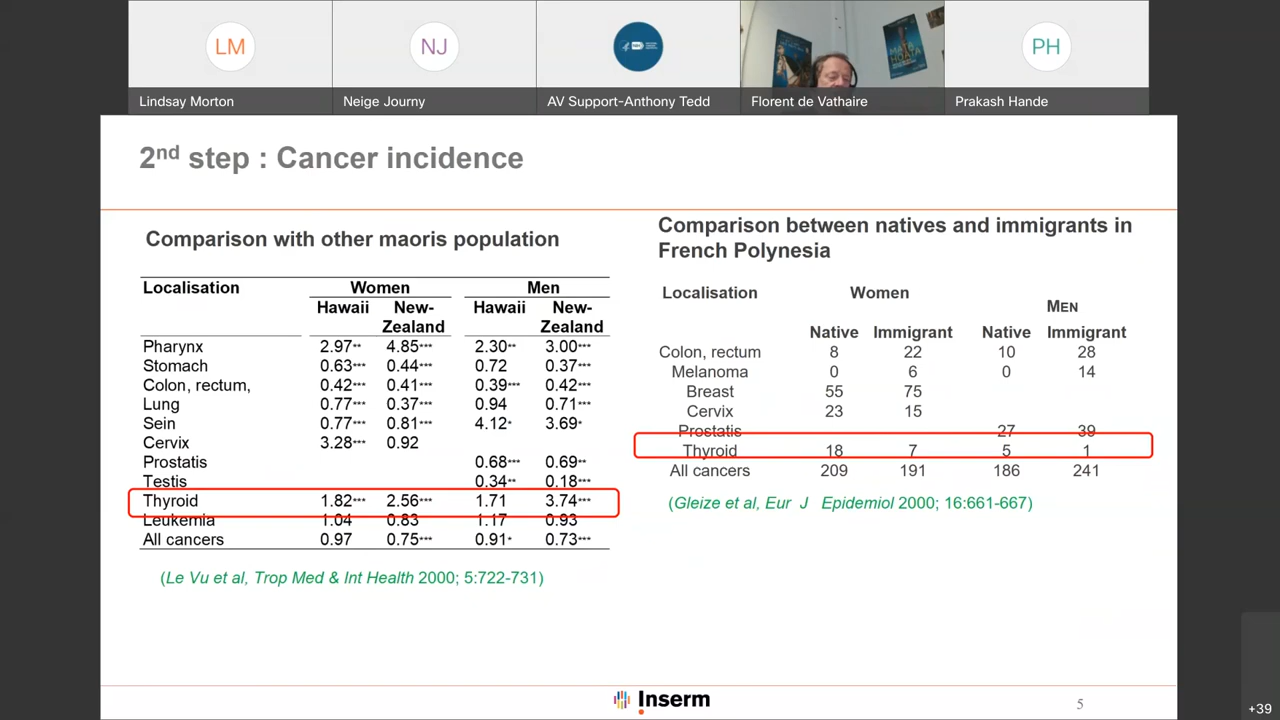 LM
NJ
PH
Lindsay Morton
Neige Journy
AV Support-Anthony Tedd
Florent de Vathaire
Prakash Hande
2nd step : Cancer incidence
Comparison with other maoris population
Localisation Women Men
Hawaii New-Zealand Hawaii New-Zealand
Pharynx 2.97** 4.85*** 2.30** 3.00***
Stomach 0.63*** 0.44*** 0.72 0.37***
Colon, rectum, 0.42*** 0.41*** 0.39*** 0.42***
Lung 0.77*** 0.37*** 0.94 0.71***
Sein 0.77*** 0.81*** 4.12* 3.69*
Cervix 3.28*** 0.92
Prostatis 0.68*** 0.69**
Testis 0.34** 0.18***
Thyroid 1.82*** 2.56*** 1.71 3.74***
Leukemia 1.04 0.83 1.17 0.93
All cancers 0.97 0.75*** 0.91* 0.73***
(Le Vu et al, Trop Med & Int Health 2000; 5:722-731)
Comparison between natives and immigrants in
French Polynesia
Localisation Women MEN
Native Immigrant Native Immigrant
Colon, rectum 8 22 10 28
Melanoma 0 6 0 14
Breast 55 75
Cervix 23 15
Prostatis 27 39
Thyroid 18 7 5 1
All cancers 209 191 186 241
(Gleize et al, Eur J Epidemiol 2000; 16:661-667)
Inserm
5
+39